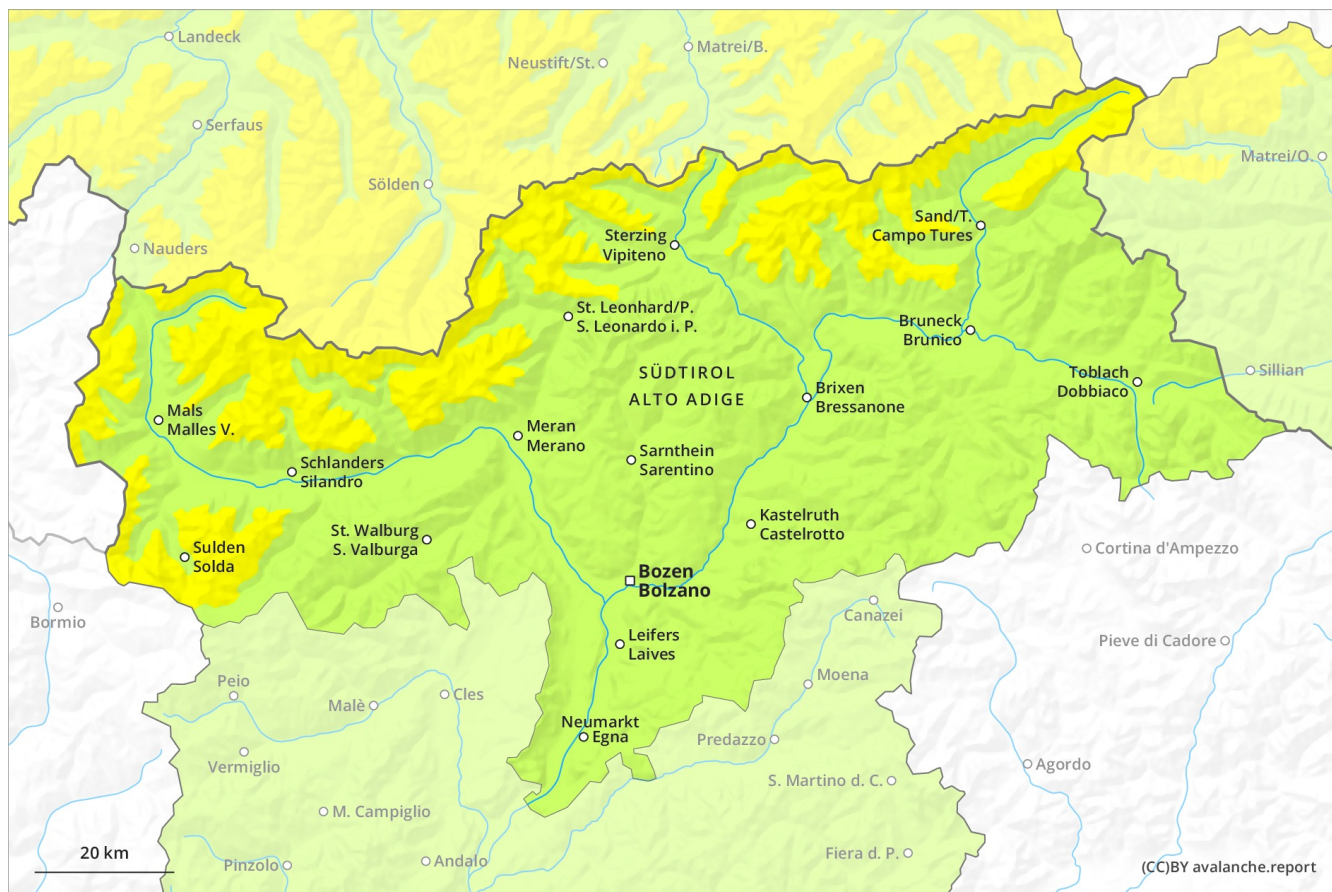 Landeck
Matrei/B.
Neustift/St.
Serfaus
Matrei/O.
Sölden
Sand/T.
Campo Tures
Sterzing
Vipiteno
Nauders
St. Leonhard/P.
S. Leonardo i. P.
Bruneck
Brunico
SÜDTIROL
ALTO ADIGE
Toblach
Dobbiaco
Sillian
Brixen
Bressanone
Mals
Malles V.
Meran
Merano
Sarnthein
Sarentino
Schlanders
Silandro
Kastelruth
Castelrotto
St. Walburg
S. Valburga
Sulden
Solda
Cortina d'Ampezzo
Bozen
Bolzano
Bormio
Canazei
Leifers
Laives
Pieve di Cadore
Peio
Moena
Malè
Cles
Neumarkt
Egna
Predazzo
Vermiglio
Agordo
S. Martino d. C.
M. Campiglio
20 km
Pinzolo
Andalo
Fiera d. P.
(CC)BY avalanche.report